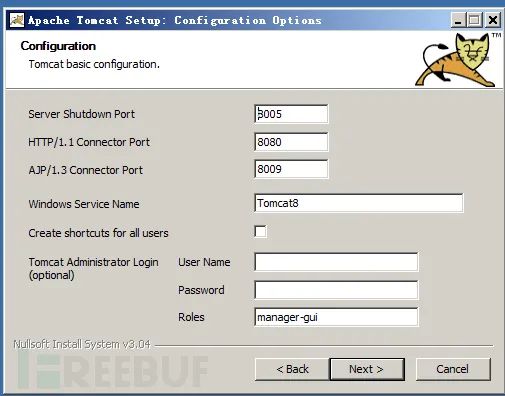 Apache Tomcat Setup: Configuration Options
Configuration
Tomcat basic configuration.
TM
Server Shutdown Port 8005
HTTP/1.1 Connector Port 8080
AJP/1.3 Connector Port 8009
Windows Service Name Tomcat8
Create shortcuts for all users
Tomcat Administrator Login (optional) User Name
Password
Roles manager-gui
Nullsoft Install System v3.04
FREEBUF
< Back Next > Cancel